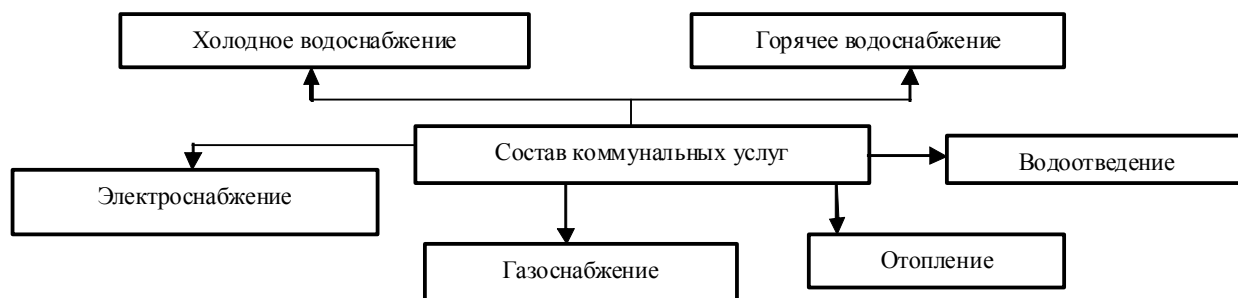 Холодное водоснабжение
Горячее водоснабжение
Состав коммунальных услуг
Водоотведение
Электроснабжение
Газоснабжение
Отопление